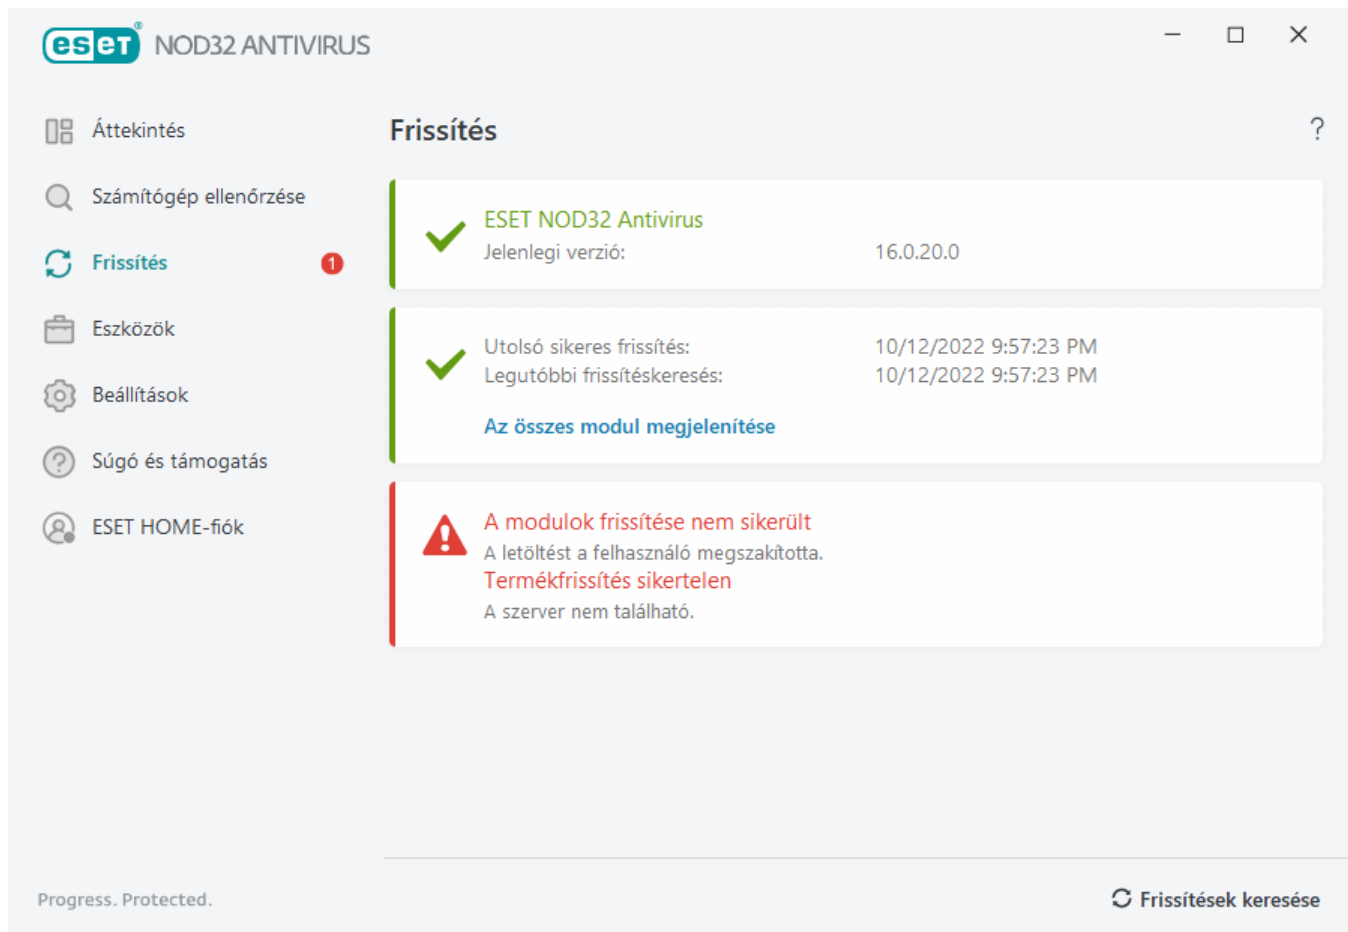 eset® NOD32 ANTIVIRUS
Áttekintés
Számítógép ellenőrzése
Frissítés 1
Eszközök
Beállítások
Súgó és támogatás
ESET HOME-fiók
Frissítés ?
ESET NOD32 Antivirus
Jelenlegi verzió: 16.0.20.0
Utolsó sikeres frissítés: 10/12/2022 9:57:23 PM
Legutóbbi frissítéskeresés: 10/12/2022 9:57:23 PM
Az összes modul megjelenítése
A modulok frissítése nem sikerült
A letöltést a felhasználó megszakította.
Termékfrissítés sikertelen
A szerver nem található.
Progress. Protected.
Frissítések keresése